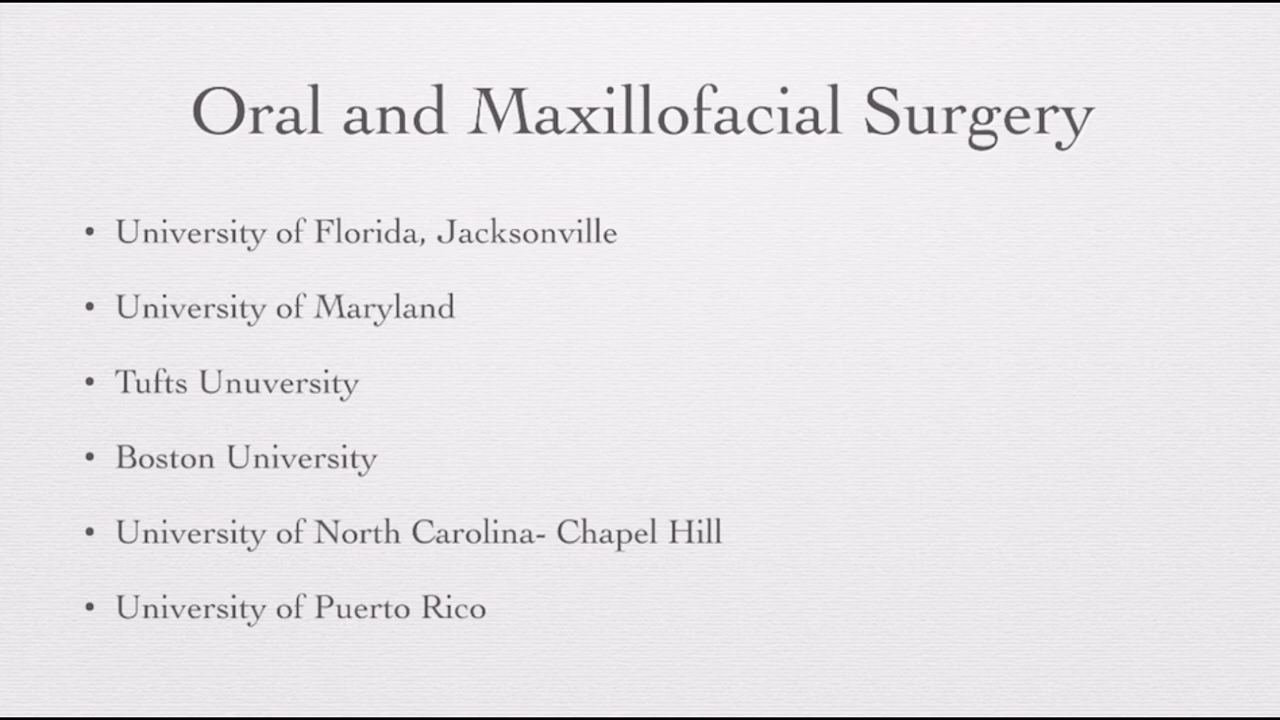 Oral and Maxillofacial Surgery
• University of Florida, Jacksonville
• University of Maryland
• Tufts Unuversity
• Boston University
• University of North Carolina- Chapel Hill
• University of Puerto Rico